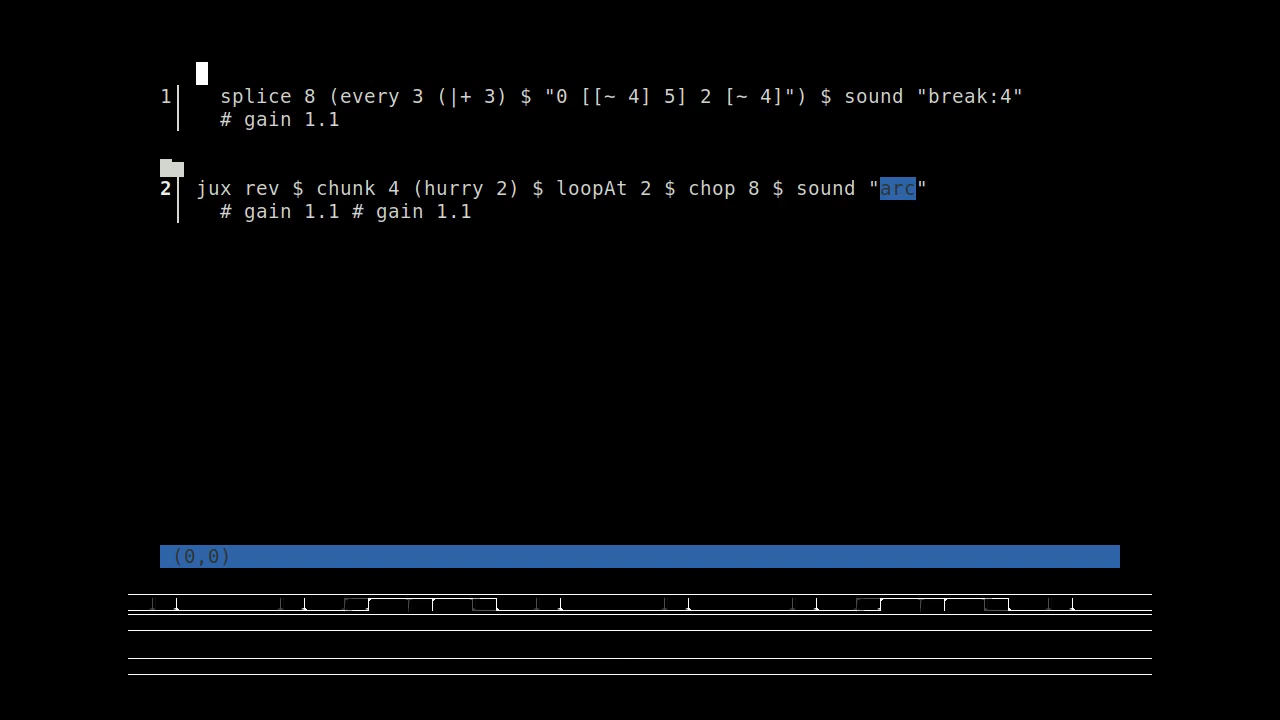 1 splice 8 (every 3 (|+ 3) $ "0 [[~ 4] 5] 2 [~ 4]") $ sound "break:4"
# gain 1.1
2 jux rev $ chunk 4 (hurry 2) $ loopAt 2 $ chop 8 $ sound "arc"
# gain 1.1 # gain 1.1
(0,0)